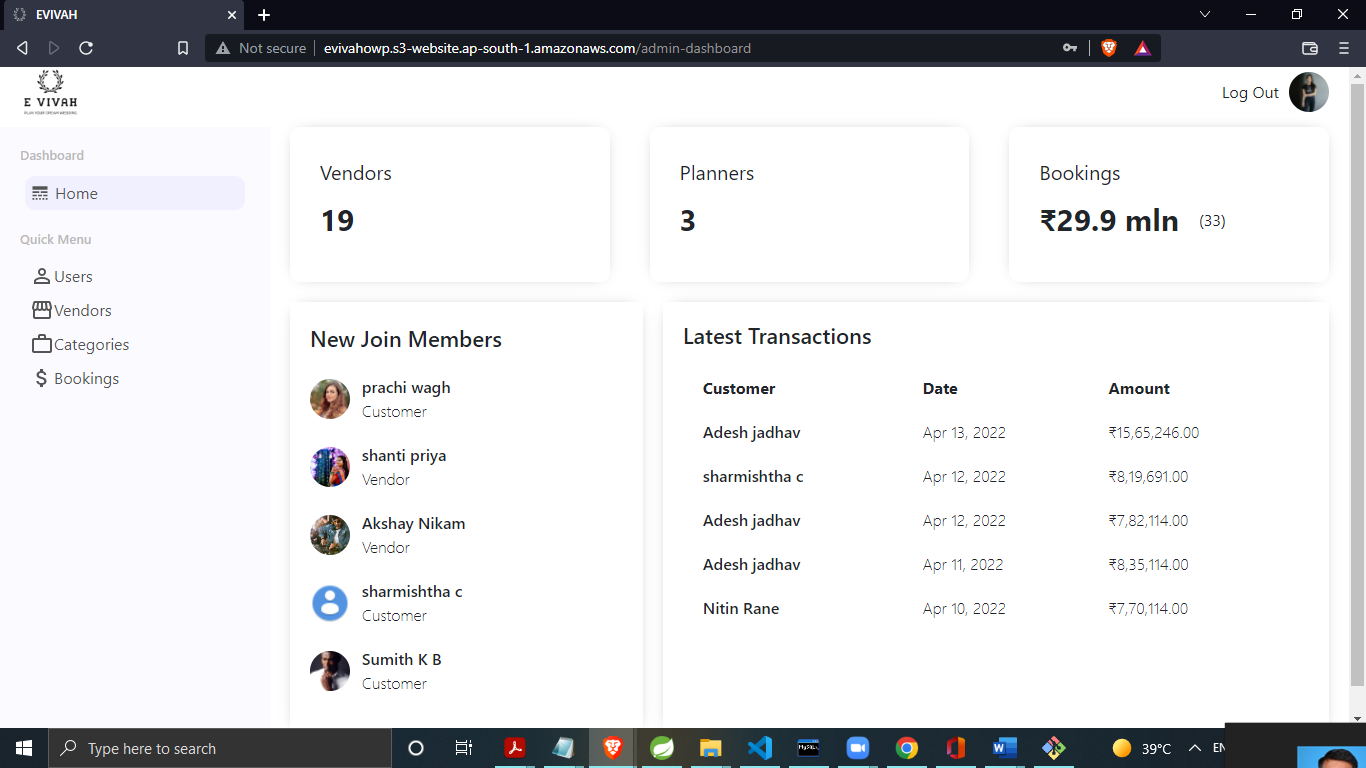 EVIVAH
Not secure
evivahowp.s3-website.ap-south-1.amazonaws.com/admin-dashboard
E VIVAH
PLAN YOUR DREAM WEDDING
Log Out
Dashboard
Home
Quick Menu
Users
Vendors
Categories
Bookings
Vendors
19
Planners
3
Bookings
₹29.9 mln (33)
New Join Members
prachi wagh
Customer
shanti priya
Vendor
Akshay Nikam
Vendor
sharmishtha c
Customer
Sumith K B
Customer
Latest Transactions
Customer Date Amount
Adesh jadhav Apr 13, 2022 ₹15,65,246.00
sharmishtha c Apr 12, 2022 ₹8,19,691.00
Adesh jadhav Apr 12, 2022 ₹7,82,114.00
Adesh jadhav Apr 11, 2022 ₹8,35,114.00
Nitin Rane Apr 10, 2022 ₹7,70,114.00
Type here to search
MySQL
39°C
EN